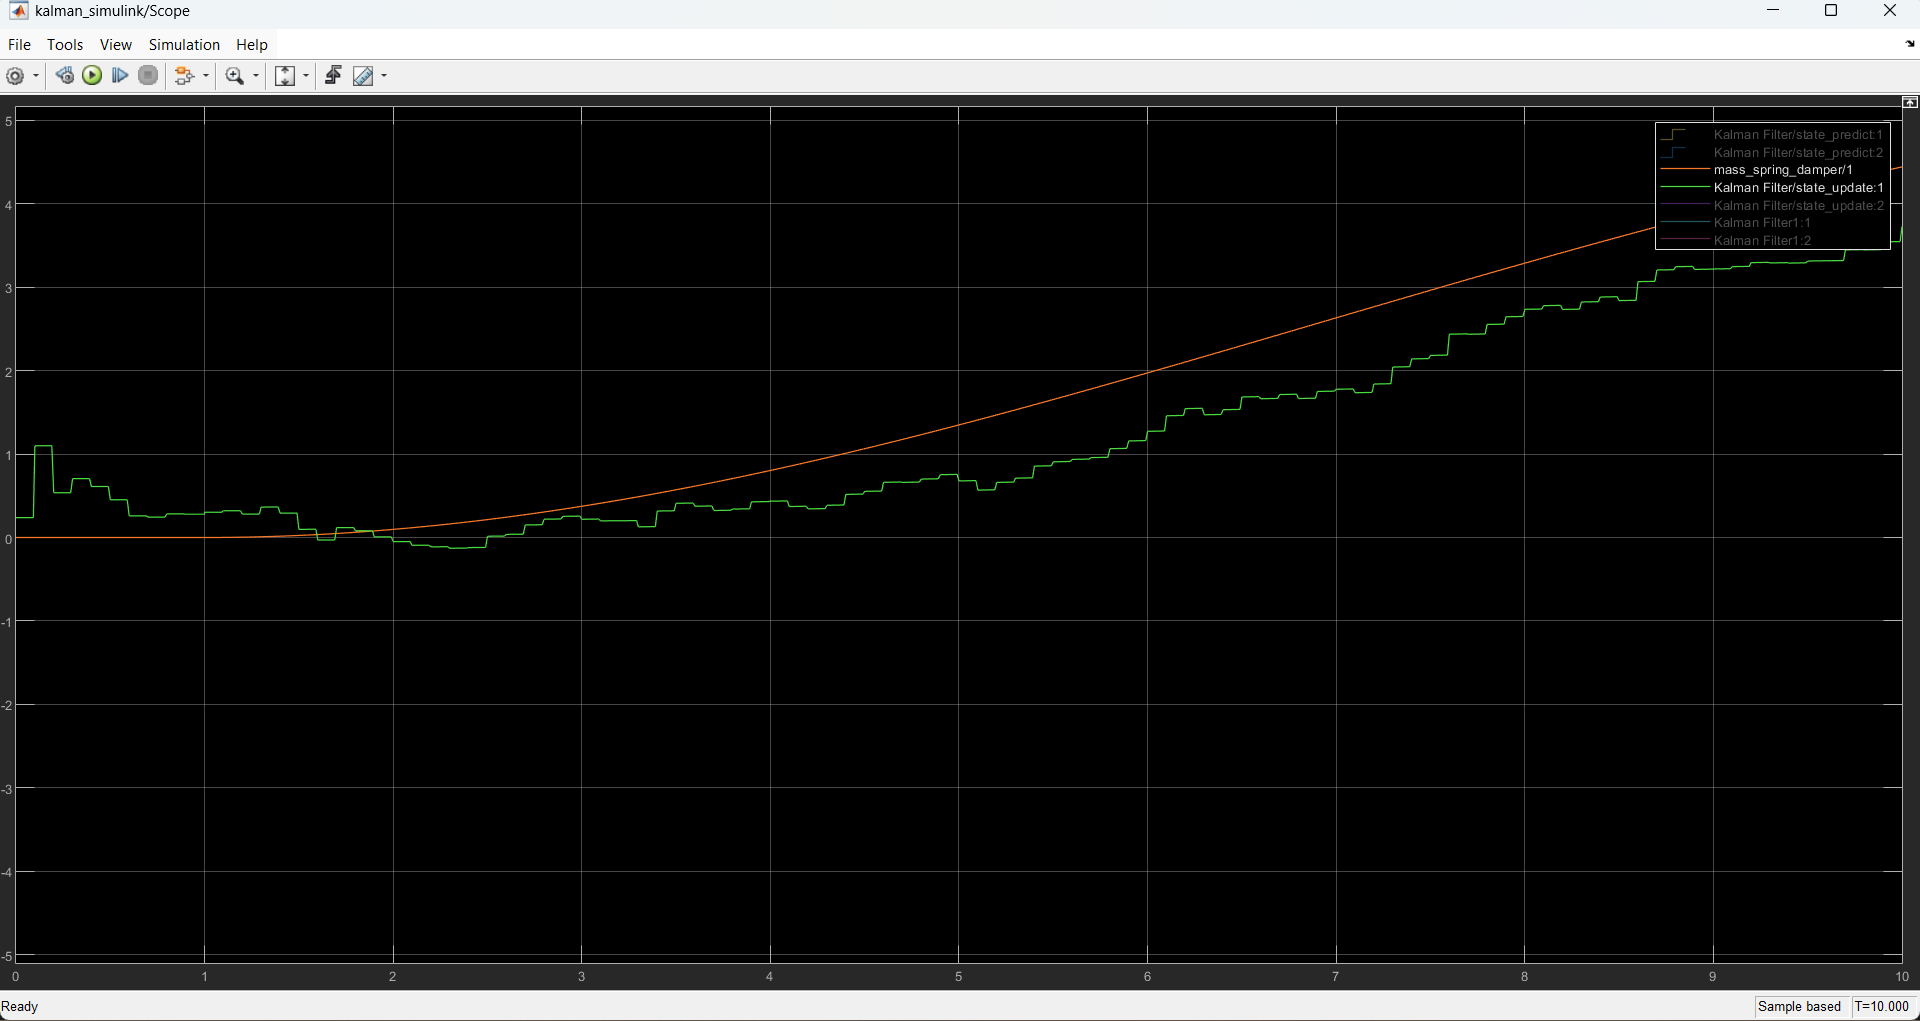 kalman_simulink/Scope
File Tools View Simulation Help
5
4
3
2
1
0
-1
-2
-3
-4
-5
Kalman Filter/state_predict:1
Kalman Filter/state_predict:2
mass_spring_damper/1
Kalman Filter/state_update:1
Kalman Filter/state_update:2
Kalman Filter1:1
Kalman Filter1:2
0 1 2 3 4 5 6 7 8 9 10
Ready Sample based T=10.000